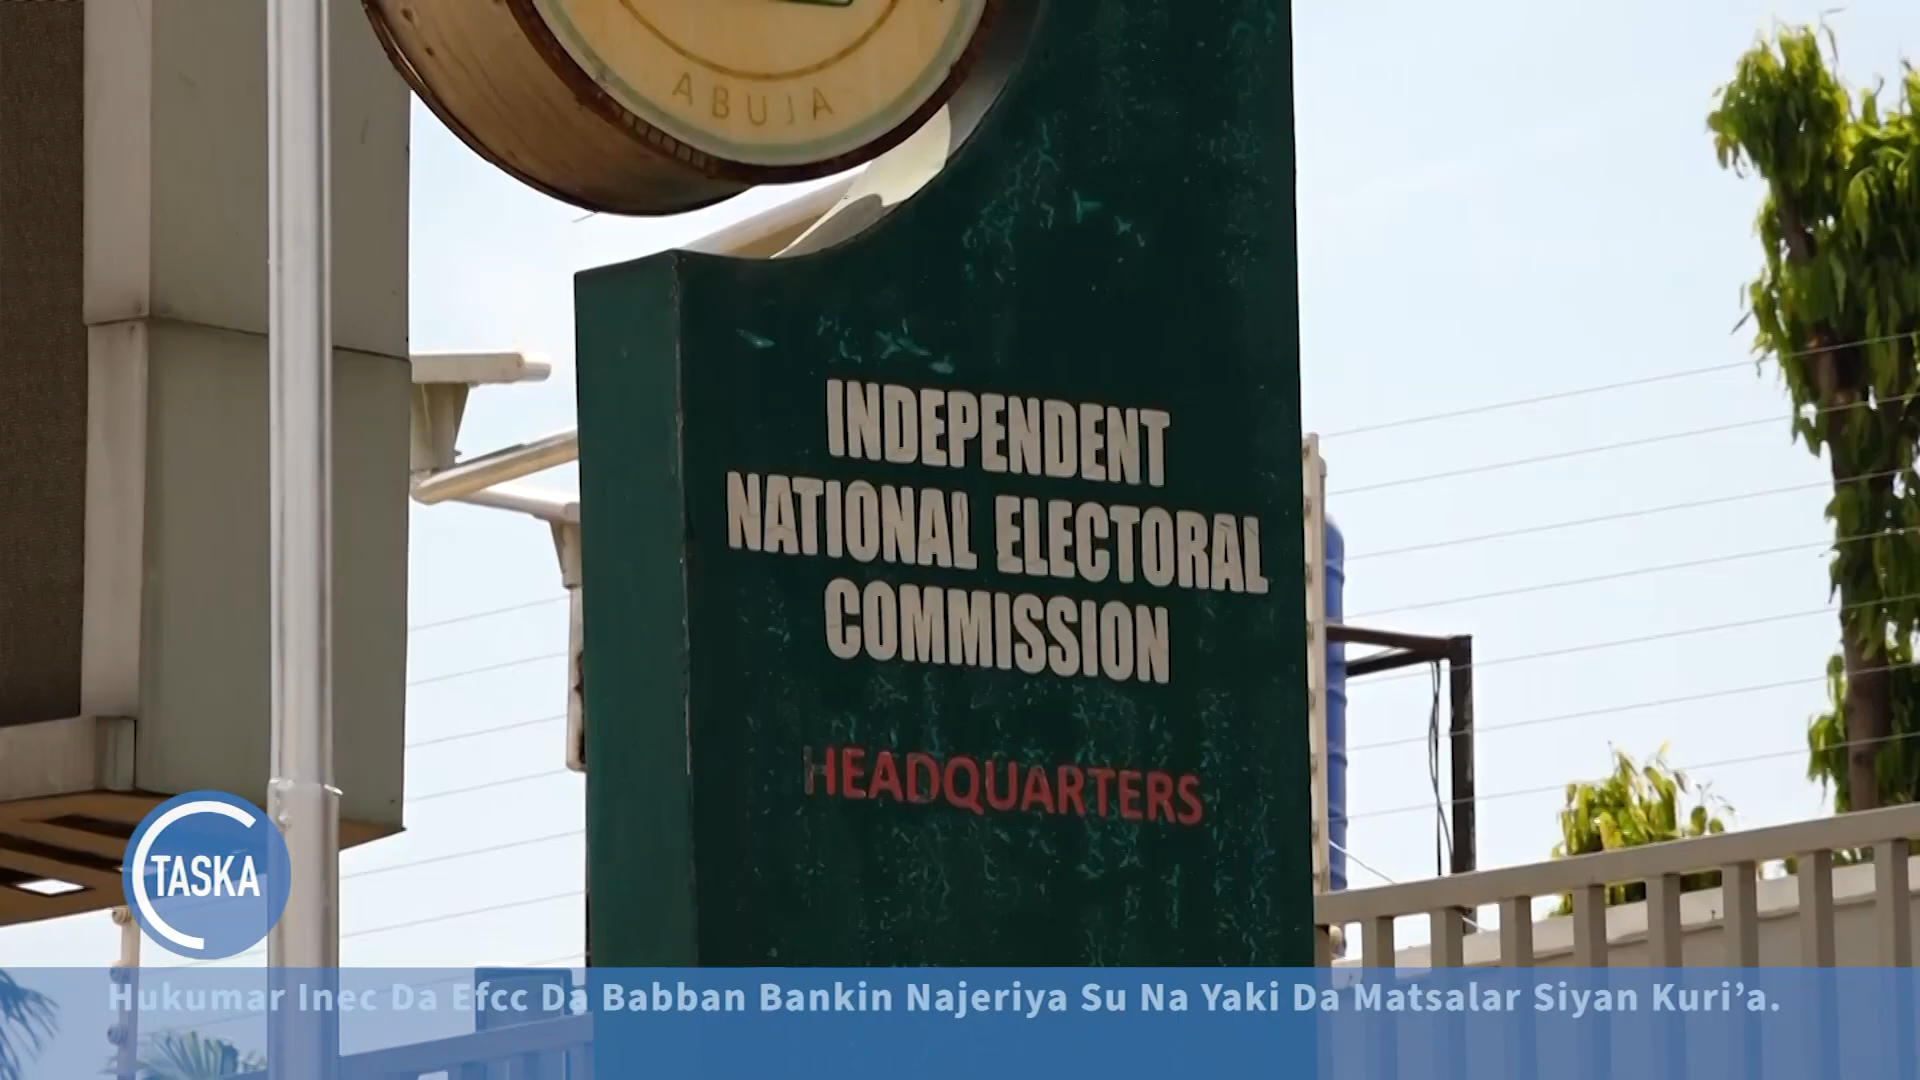 ABUJA
INDEPENDENT
NATIONAL ELECTORAL
COMMISSION
HEADQUARTERS
TASKA
Hukumar Inec Da Efcc Da Babban Bankin Najeriya Su Na Yaki Da Matsalar Siyan Kuri’a.